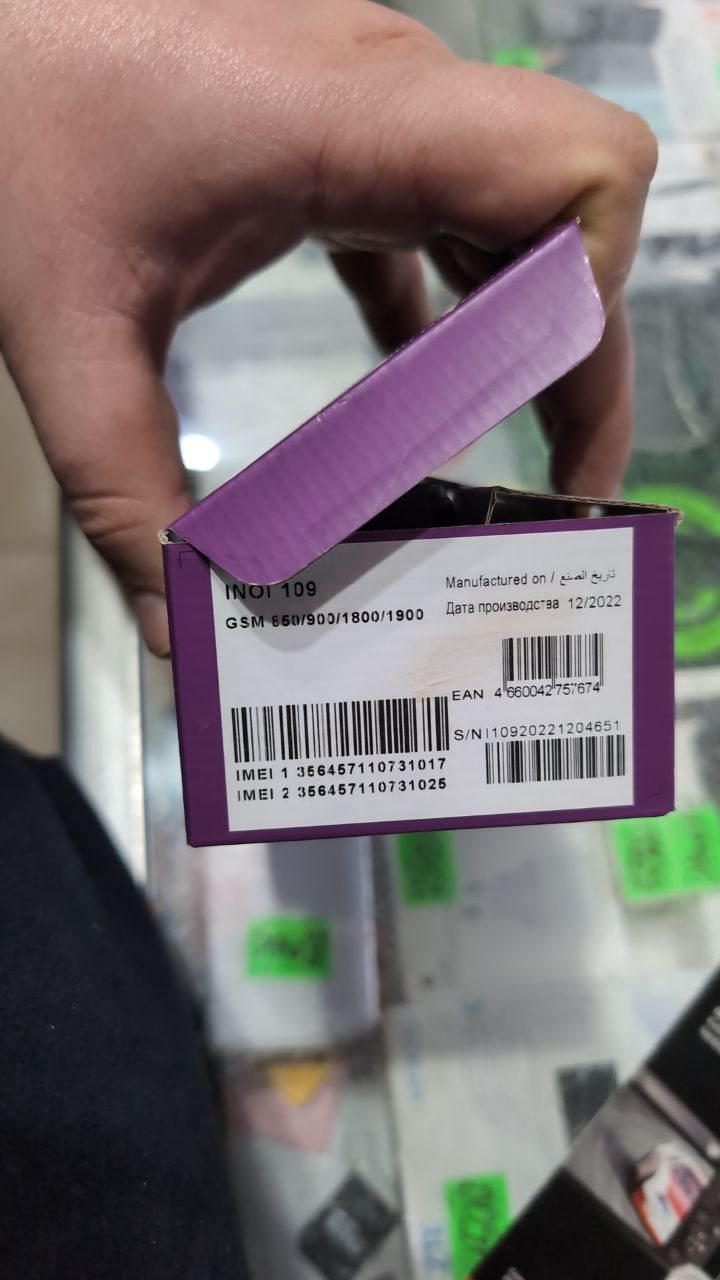 INOI 109
GSM 850/900/1800/1900
Manufactured on / تاريخ الصنع
Дата производства 12/2022
EAN 4 660042 757674
S/N I10920221204651
IMEI 1 356457110731017
IMEI 2 356457110731025